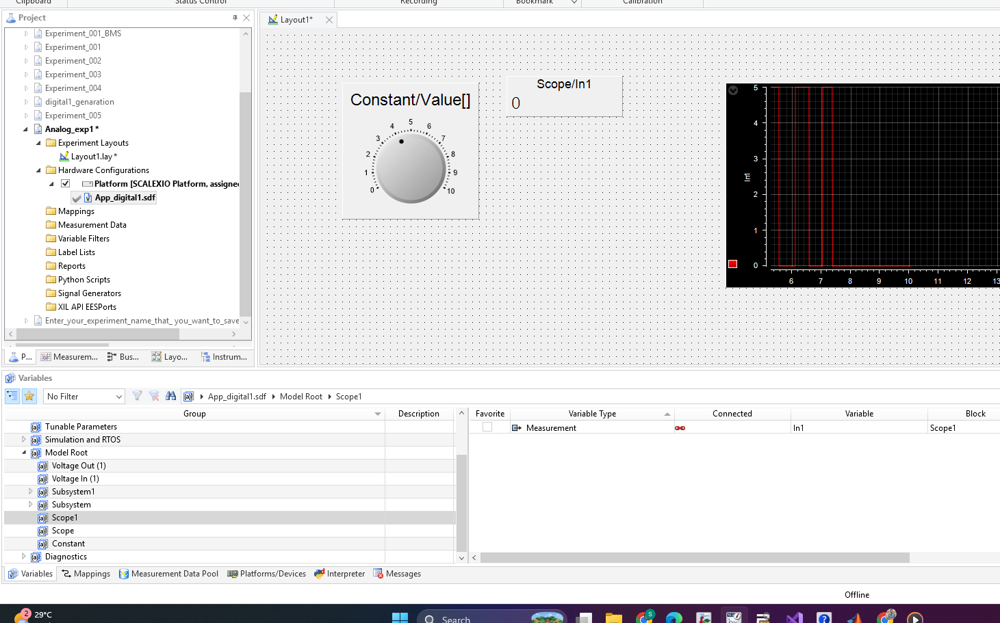 Clipboard
Status Control
Recording
Bookmark
Calibration
Project
Experiment_001_BMS
Experiment_001
Experiment_002
Experiment_003
Experiment_004
digital1_genaration
Experiment_005
Analog_exp1 *
Experiment Layouts
Layout1.lay *
Hardware Configurations
Platform [SCALEXIO Platform, assigned
App_digital1.sdf
Mappings
Measurement Data
Variable Filters
Label Lists
Reports
Python Scripts
Signal Generators
XIL API EESPorts
Enter_your_experiment_name_that_you_want_to_save
P...
Measurem...
Bus...
Layo...
Instrum...
Layout1*
Constant/Value[]
0 1 2 3 4 5 6 7 8 9 10
Scope/In1
0
In1
5
4
3
2
1
0
6 7 8 9 10 11 12 13
Variables
No Filter
App_digital1.sdf
Model Root
Scope1
Group Description
Tunable Parameters
Simulation and RTOS
Model Root
Voltage Out (1)
Voltage In (1)
Subsystem1
Subsystem
Scope1
Scope
Constant
Diagnostics
Favorite Variable Type Connected Variable Block
Measurement In1 Scope1
Variables Mappings Measurement Data Pool Platforms/Devices Interpreter Messages
Offline
2
29°C
Search
S